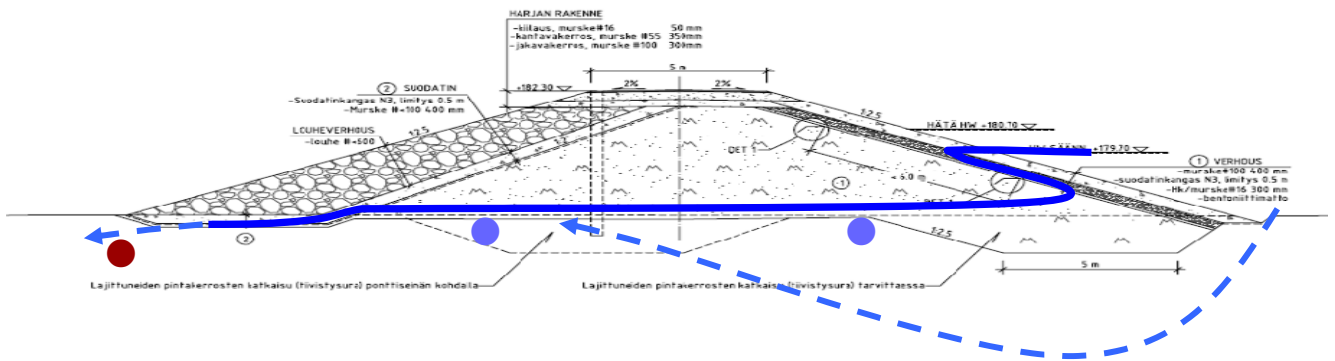 HARJAN RAKENNE
-kiilaus, murske#16 50 mm
-kantavakerros, murske #55 350mm
-jakavakerros, murske #100 300mm
5 m
2%
2%
+182.30
② SUODATIN
-Suodatinkangas N3, limitys 0.5 m
-Murske #<100 400 mm
LOUHEVERHOUS
-louhe #<600
1:2.5
1:2
1:2.5
HÄTÄ HW +180.70
+179.70
DET 1
< 6.0 m
① VERHOUS
-murske#100 400 mm
-suodatinkangas N3, limitys 0.5 m
-Hk/murske#16 300 mm
-bentoniittimatto
②
1:2.5
5 m
Lajittuneiden pintakerrosten katkaisu (tiivistysura) ponttiseinän kohdalla
Lajittuneiden pintakerrosten katkaisu (tiivistysura) tarvittaessa